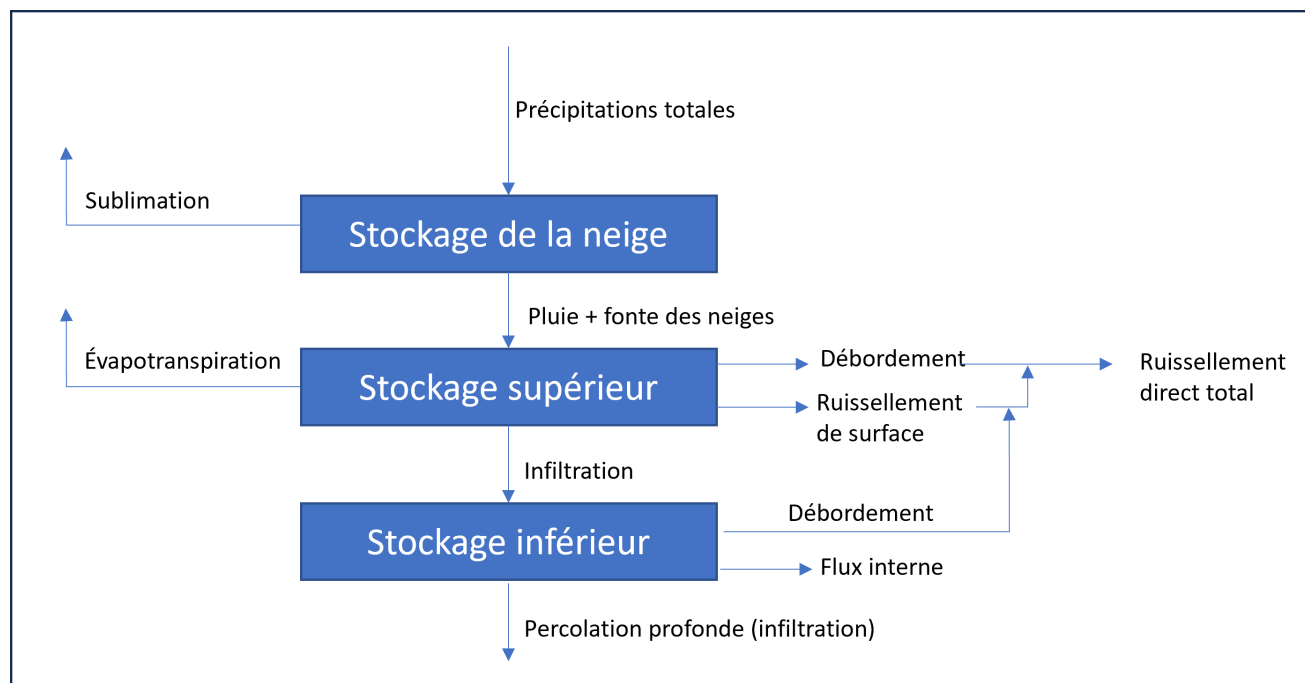 Précipitations totales
Sublimation
Stockage de la neige
Pluie + fonte des neiges
Évapotranspiration
Stockage supérieur
Débordement
Ruissellement
direct total
Ruissellement
de surface
Infiltration
Débordement
Stockage inférieur
Flux interne
Percolation profonde (infiltration)